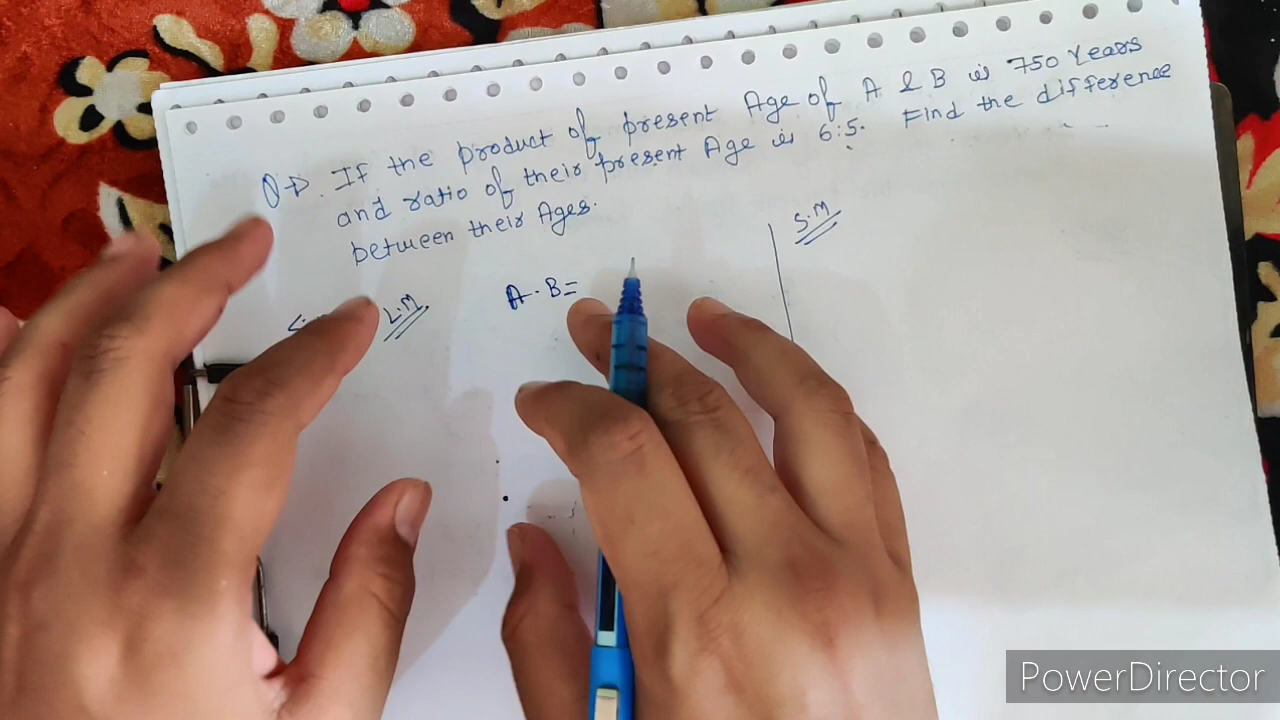 Q→ If the product of present Age of A & B is 750 Years
and ratio of their present Age is 6:5. Find the difference
between their Ages.
S.M
L.M
A. B=
PowerDirector